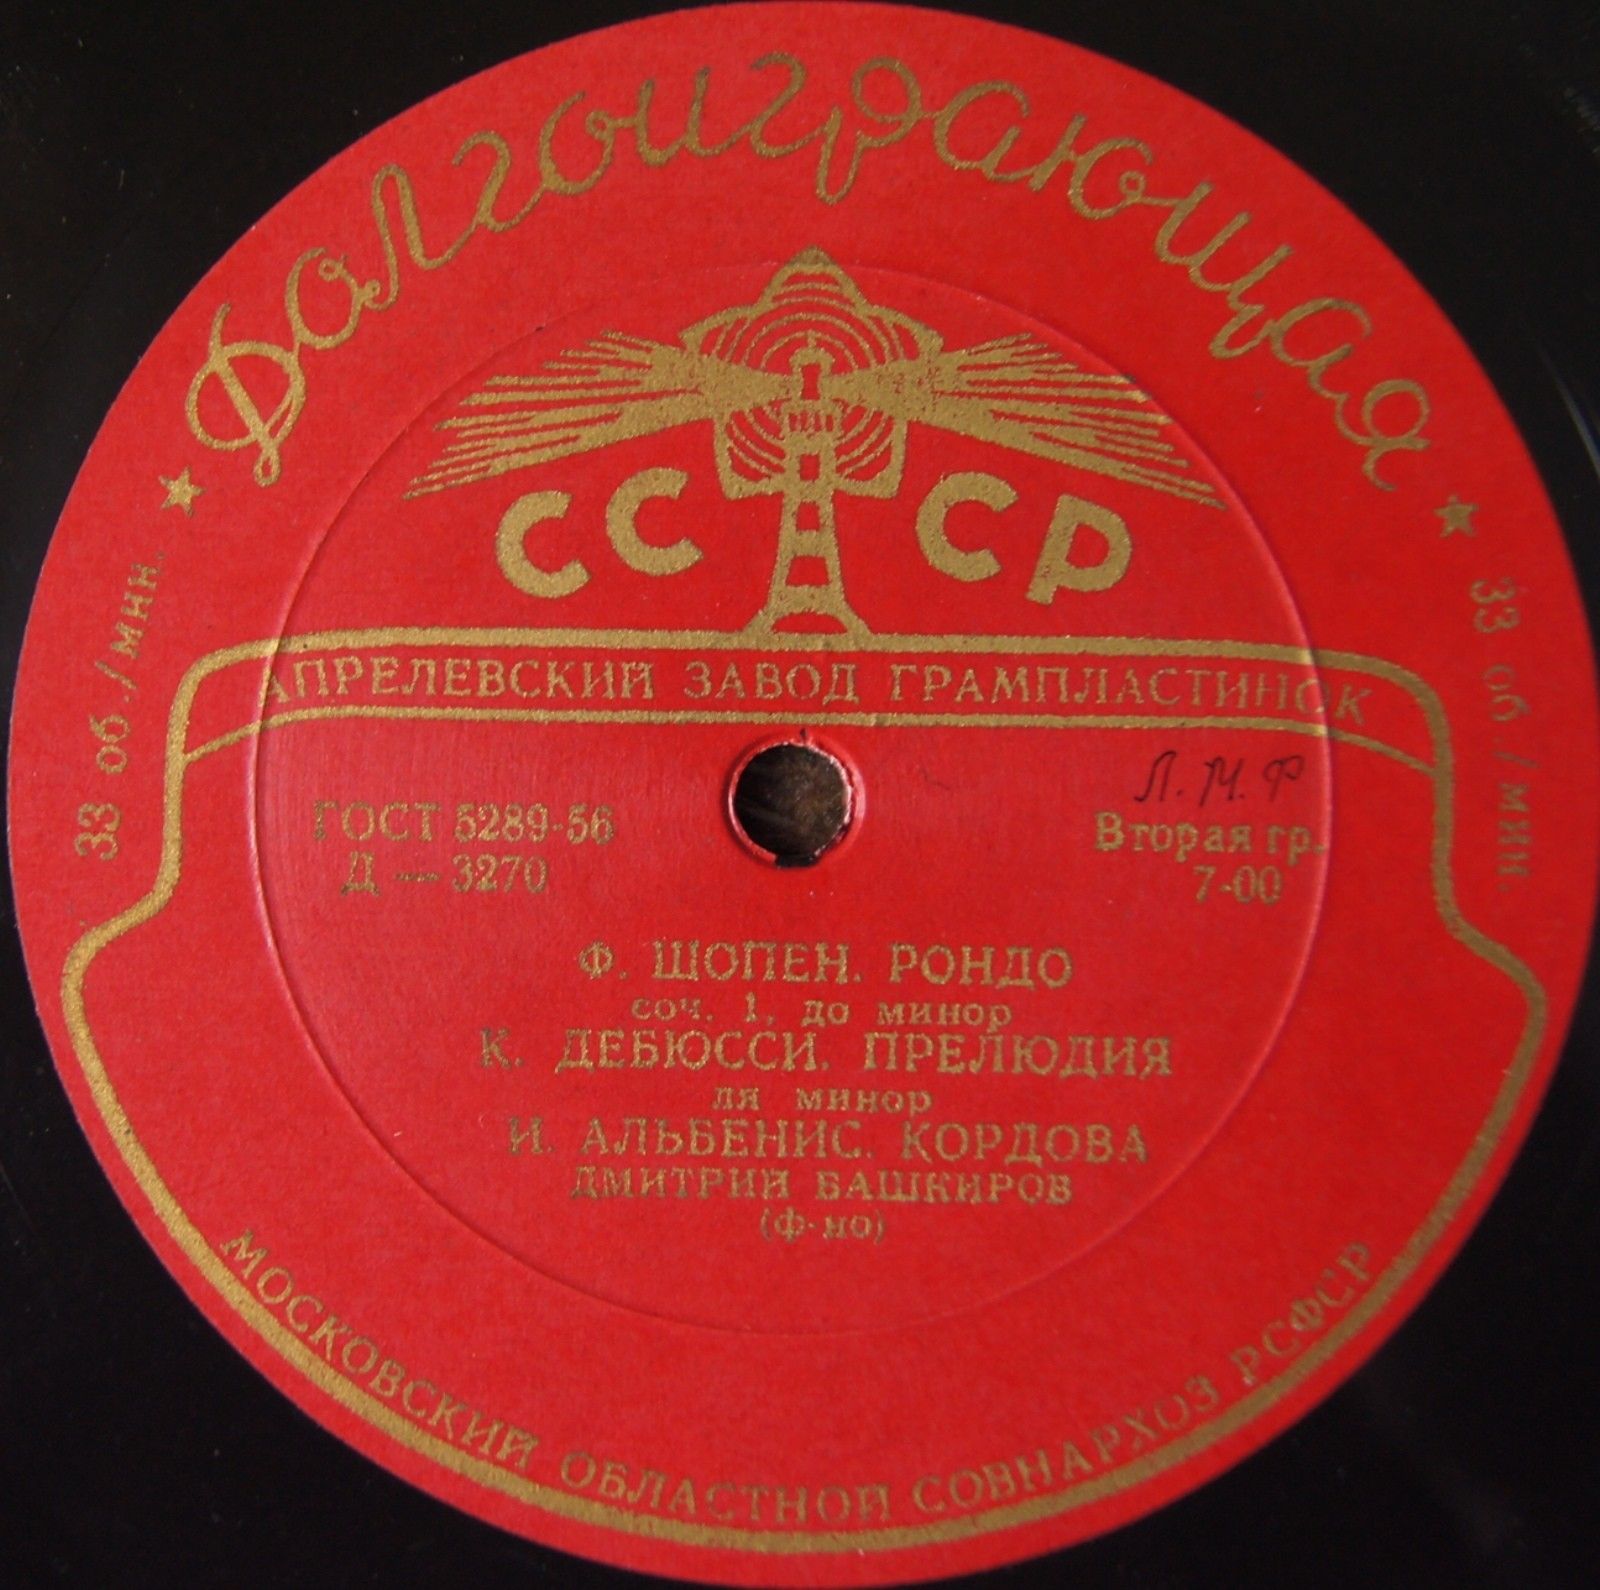 Долгоиграющая
33 об./мин.
33 об./мин.
СССР
АПРЕЛЕВСКИЙ ЗАВОД ГРАМПЛАСТИНОК
Л. М. Ф
ГОСТ 5289-56
Вторая гр.
Д — 3270
7-00
Ф. ШОПЕН. РОНДО
соч. 1, до минор
К. ДЕБЮССИ. ПРЕЛЮДИЯ
ля минор
И. АЛЬБЕНИС. КОРДОВА
ДМИТРИЙ БАШКИРОВ
(ф-но)
МОСКОВСКИЙ ОБЛАСТНОЙ СОВНАРХОЗ РСФСР